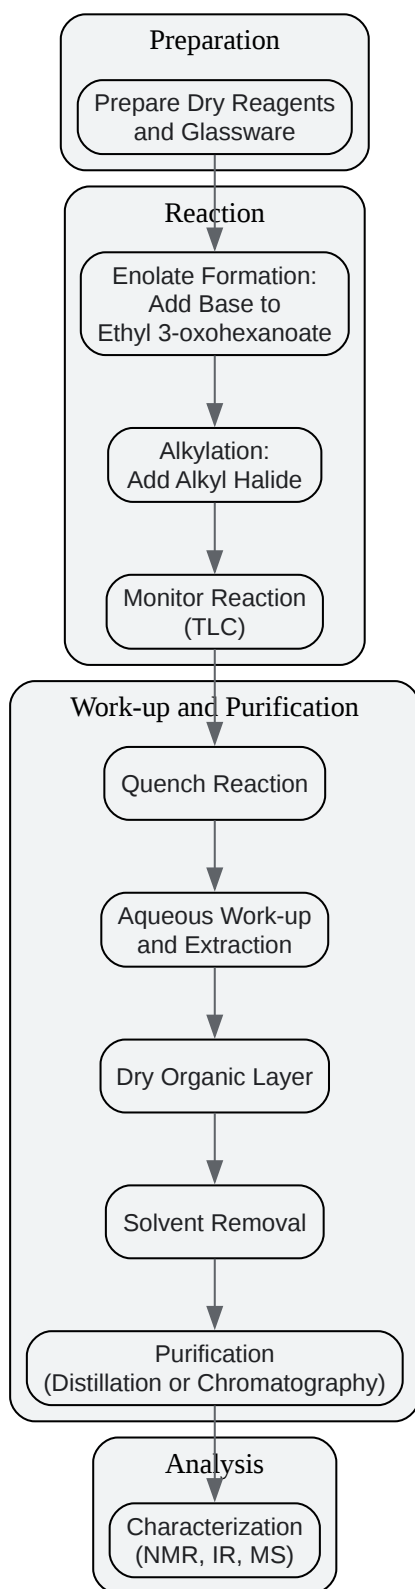 Preparation
Prepare Dry Reagents
and Glassware
Reaction
Enolate Formation:
Add Base to
Ethyl 3-oxohexanoate
Alkylation:
Add Alkyl Halide
Monitor Reaction
(TLC)
Work-up and Purification
Quench Reaction
Aqueous Work-up
and Extraction
Dry Organic Layer
Solvent Removal
Purification
(Distillation or Chromatography)
Analysis
Characterization
(NMR, IR, MS)